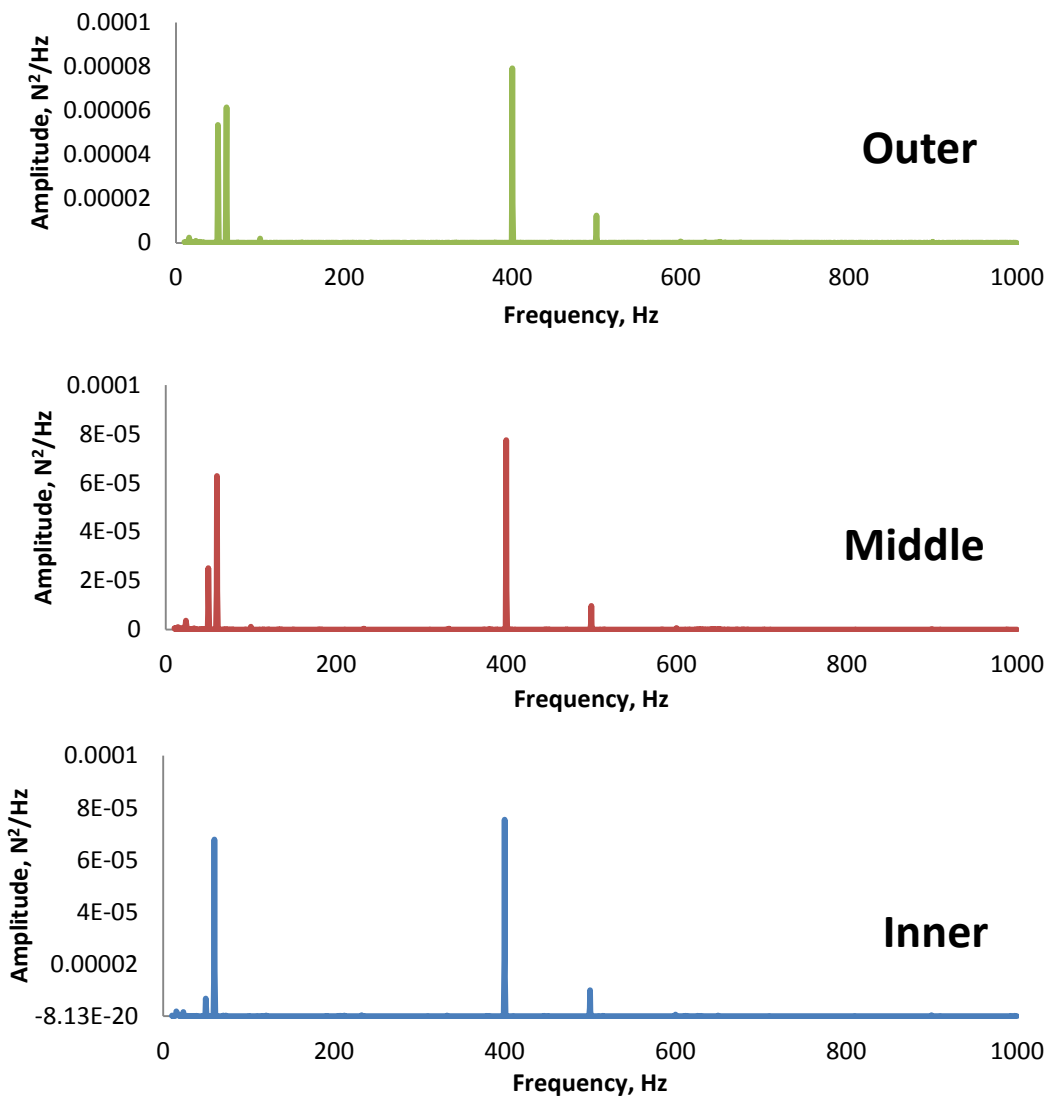 0.0001
0.00008
0.00006
0.00004
0.00002
0
Amplitude, N²/Hz
Outer
0 200 400 600 800 1000
Frequency, Hz
0.0001
8E-05
6E-05
4E-05
2E-05
0
Amplitude, N²/Hz
Middle
0 200 400 600 800 1000
Frequency, Hz
0.0001
8E-05
6E-05
4E-05
0.00002
-8.13E-20
Amplitude, N²/Hz
Inner
0 200 400 600 800 1000
Frequency, Hz